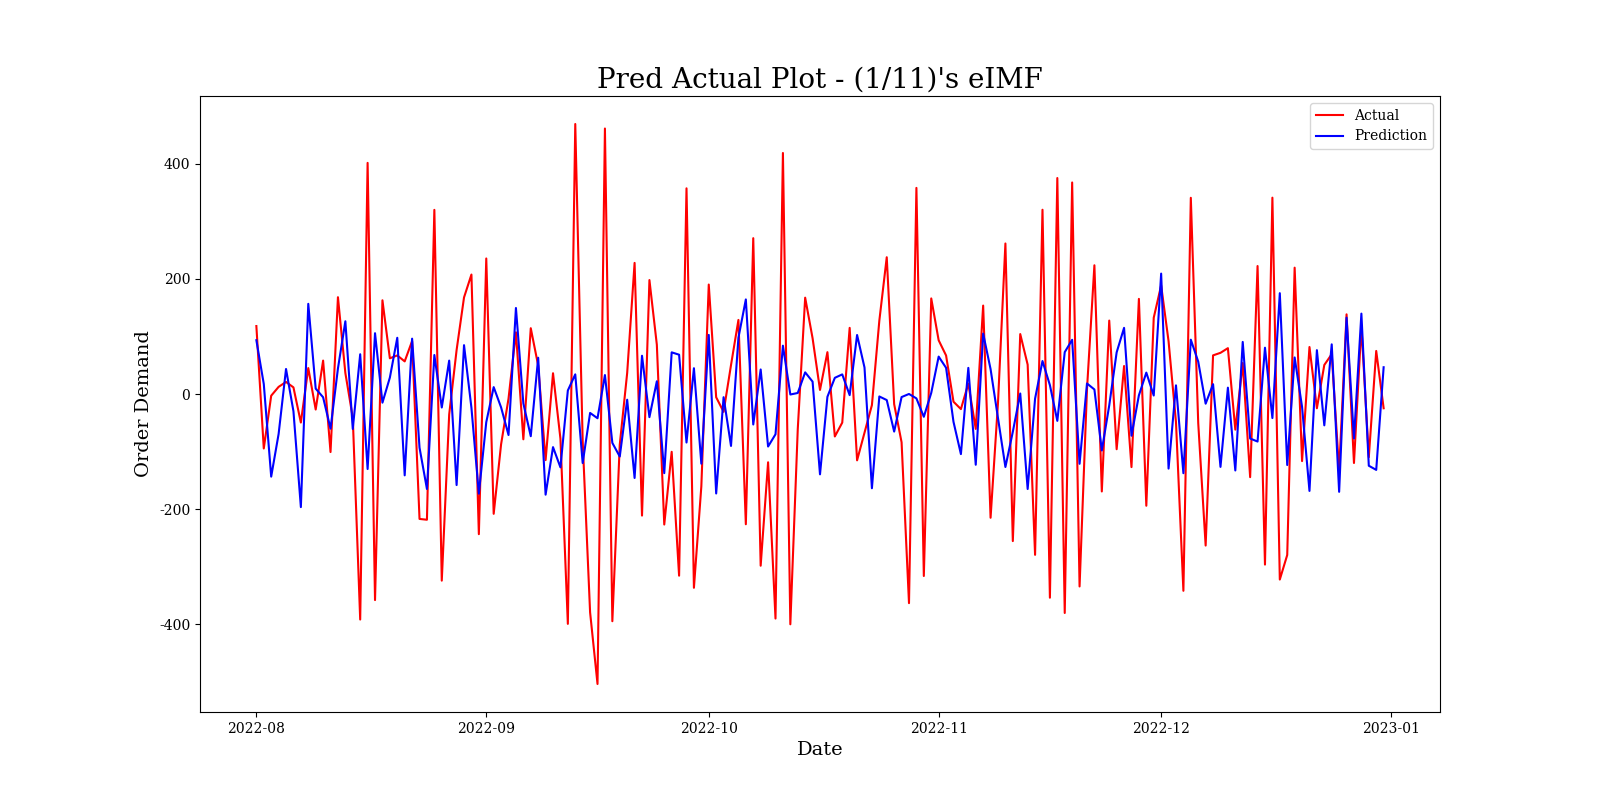 Pred Actual Plot - (1/11)'s eIMF
Actual
Prediction
Order Demand
400
200
0
-200
-400
2022-08
2022-09
2022-10
2022-11
2022-12
2023-01
Date